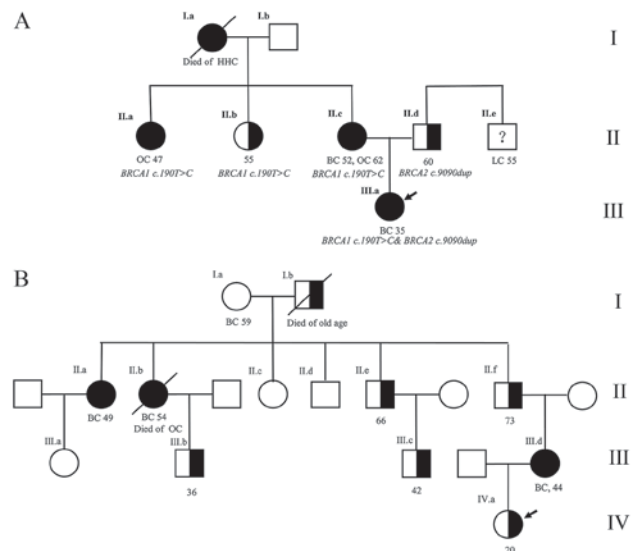 A
I.a
I.b
I
Died of HHC
II.a
II.b
II.c
II.d
II.e
II
?
OC 47
55
BC 52, OC 62
60
LC 55
BRCA1 c.190T>C
BRCA1 c.190T>C
BRCA1 c.190T>C
BRCA2 c.9090dup
III.a
III
BC 35
BRCA1 c.190T>C& BRCA2 c.9090dup
B
I.a
I.b
I
BC 59
Died of old age
II.a
II.b
II.c
II.d
II.e
II.f
II
BC 49
BC 54
Died of OC
66
73
III.a
III.b
III.c
III.d
III
36
42
BC, 44
IV.a
IV